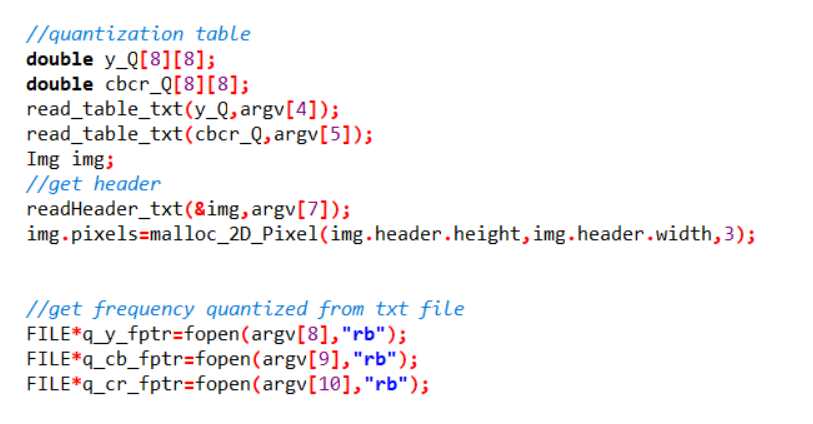 //quantization table
double y_Q[8][8];
double cbcr_Q[8][8];
read_table_txt(y_Q,argv[4]);
read_table_txt(cbcr_Q,argv[5]);
Img img;
//get header
readHeader_txt(&img,argv[7]);
img.pixels=malloc_2D_Pixel(img.header.height,img.header.width,3);
//get frequency quantized from txt file
FILE*q_y_fptr=fopen(argv[8],"rb");
FILE*q_cb_fptr=fopen(argv[9],"rb");
FILE*q_cr_fptr=fopen(argv[10],"rb");